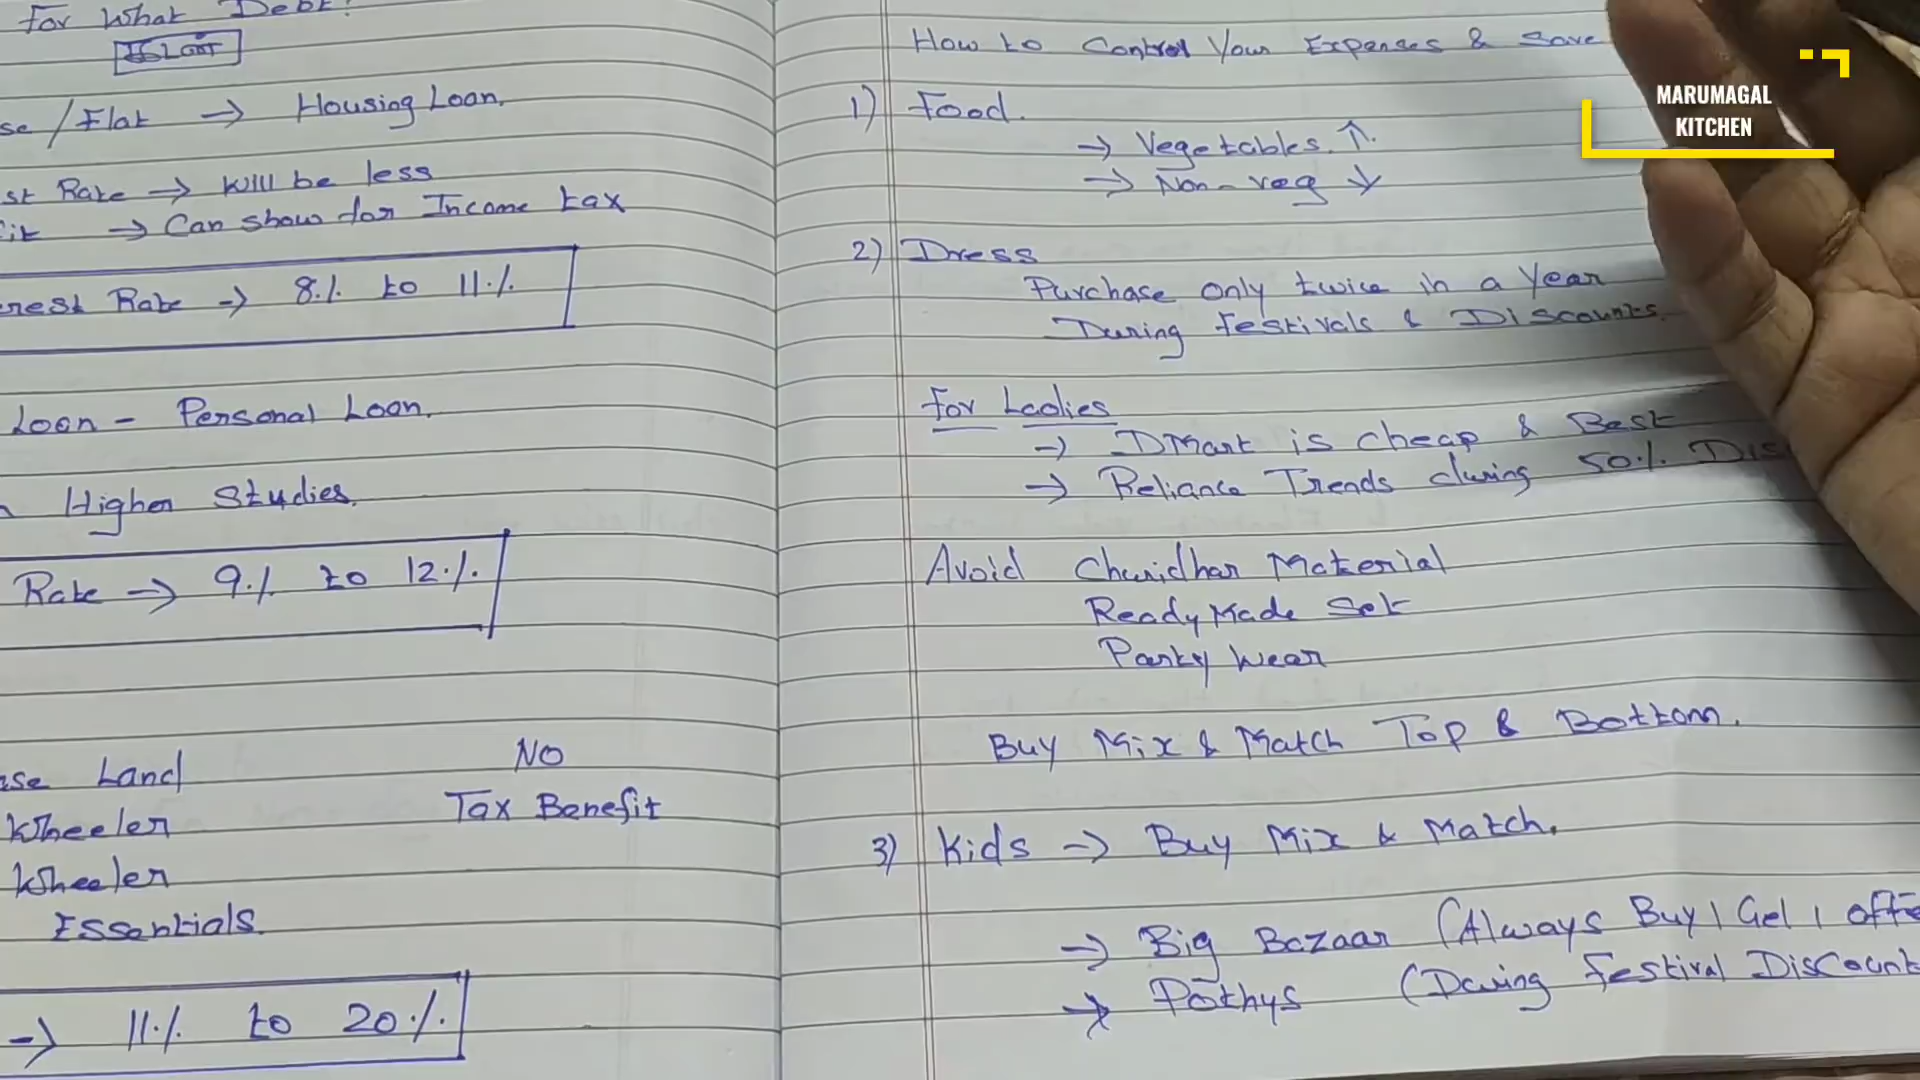 For What Debt?
se/Flat → Housing Loan.
st Rate → Will be less
fit → Can show for Income tax
rest Rate → 8% to 11%
Loan - Personal Loan.
Higher Studies.
Rate → 9% to 12%.
ase Land NO
Wheeler Tax Benefit
Wheeler
Essentials.
→ 11% to 20%.
How to Control Your Expenses & Save
1) Food.
→ Vegetables. ↑.
→ Non-veg ↓
2) Dress
Purchase only twice in a Year
During Festivals & Discounts.
For Ladies
→ DMart is cheap & Best
→ Reliance Trends during 50% Dis
Avoid Churidhar Material
Ready Made Set
Party Wear
Buy Mix & Match Top & Bottom.
3) Kids → Buy Mix & Match.
→ Big Bazaar (Always Buy 1 Get 1 offe
→ Pothys (During Festival Discount
MARUMAGAL
KITCHEN